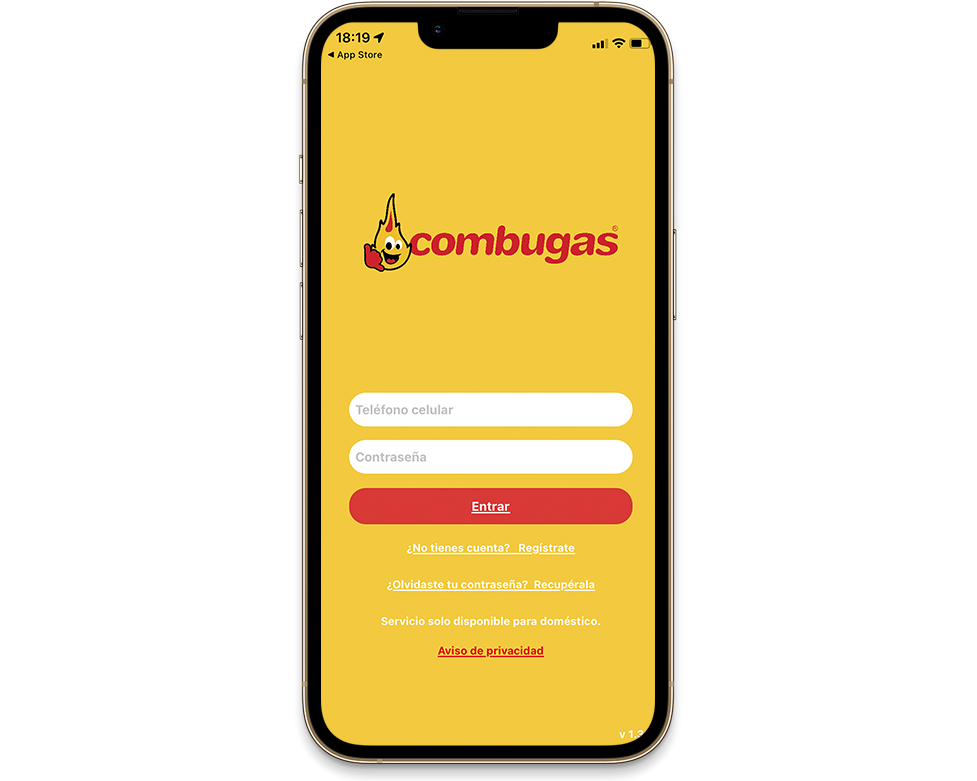 18:19
◀ App Store
combugas®
Teléfono celular
Contraseña
Entrar
¿No tienes cuenta? Regístrate
¿Olvidaste tu contraseña? Recupérala
Servicio solo disponible para doméstico.
Aviso de privacidad
v 1.3